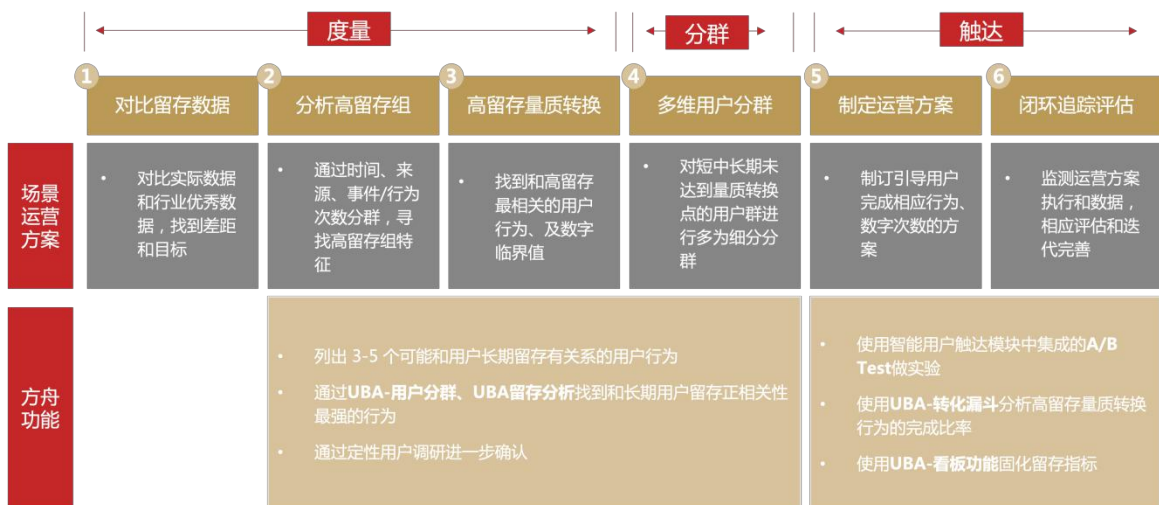 度量
分群
触达
1
2
3
4
5
6
对比留存数据
分析高留存组
高留存量质转换
多维用户分群
制定运营方案
闭环追踪评估
场景
运营
方案
• 对比实际数据
和行业优秀数
据，找到差距
和目标
• 通过时间、来
源、事件/行为
次数分群，寻
找高留存组特
征
• 找到和高留存
最相关的用户
行为、及数字
临界值
• 对短中长期未
达到量质转换
点的用户群进
行多为细分分
群
• 制订引导用户
完成相应行为、
数字次数的方
案
• 监测运营方案
执行和数据，
相应评估和迭
代完善
方舟
功能
• 列出 3-5 个可能和用户长期留存有关系的用户行为
• 通过UBA-用户分群、UBA留存分析找到和长期用户留存正相关性
最强的行为
• 通过定性用户调研进一步确认
• 使用智能用户触达模块中集成的A/B
Test做实验
• 使用UBA-转化漏斗分析高留存量质转换
行为的完成比率
• 使用UBA-看板功能固化留存指标